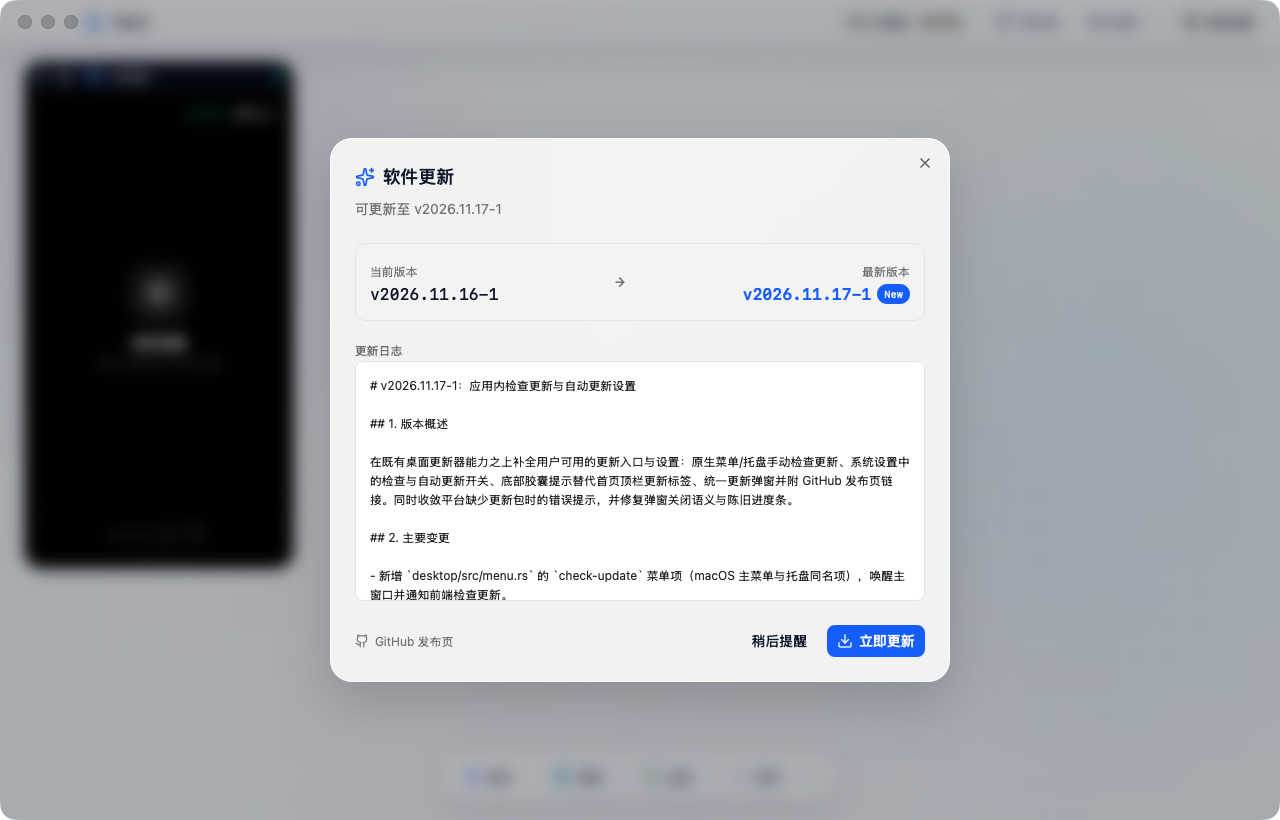 软件更新
可更新至 v2026.11.17-1
当前版本
v2026.11.16-1
最新版本
v2026.11.17-1 New
更新日志
# v2026.11.17-1：应用内检查更新与自动更新设置
## 1. 版本概述
在既有桌面更新器能力之上补全用户可用的更新入口与设置：原生菜单/托盘手动检查更新、系统设置中
的检查与自动更新开关、底部胶囊提示替代首页顶栏更新标签、统一更新弹窗并附 GitHub 发布页链
接。同时收敛平台缺少更新包时的错误提示，并修复弹窗关闭语义与陈旧进度条。
## 2. 主要变更
- 新增 `desktop/src/menu.rs` 的 `check-update` 菜单项（macOS 主菜单与托盘同名项），唤醒主
窗口并通知前端检查更新。
GitHub 发布页
稍后提醒
立即更新